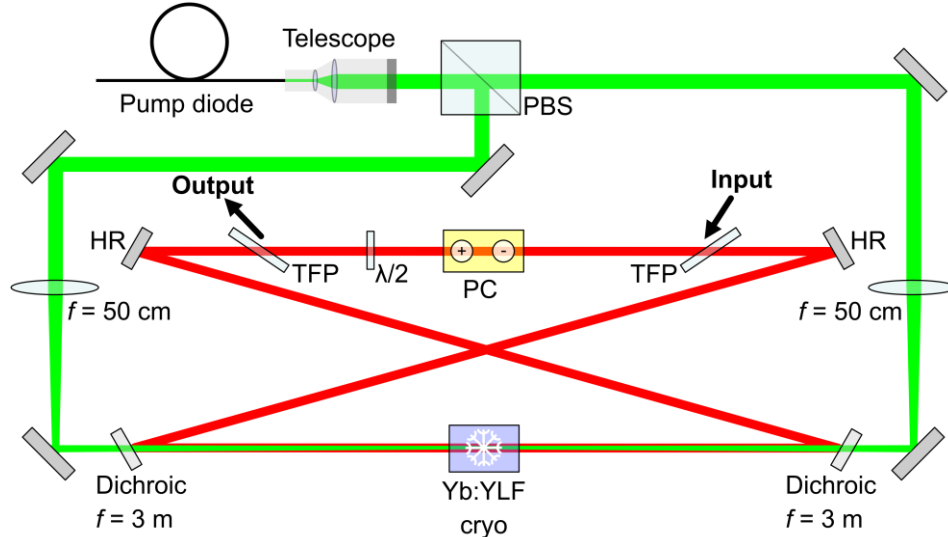 Telescope
Pump diode
PBS
Output
Input
HR
TFP
λ/2
+
-
PC
TFP
HR
f = 50 cm
f = 50 cm
Dichroic
f = 3 m
Yb:YLF
cryo
Dichroic
f = 3 m